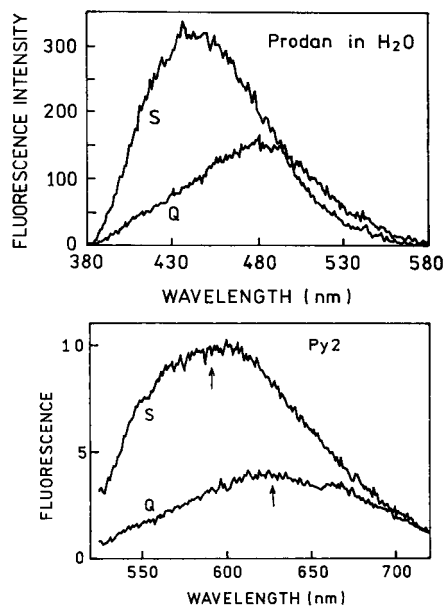 Prodan in H2O
FLUORESCENCE INTENSITY
300
200
100
0
S
Q
380 430 480 530 580
WAVELENGTH (nm)
Py2
FLUORESCENCE
10
5
0
S
Q
550 600 650 700
WAVELENGTH (nm)